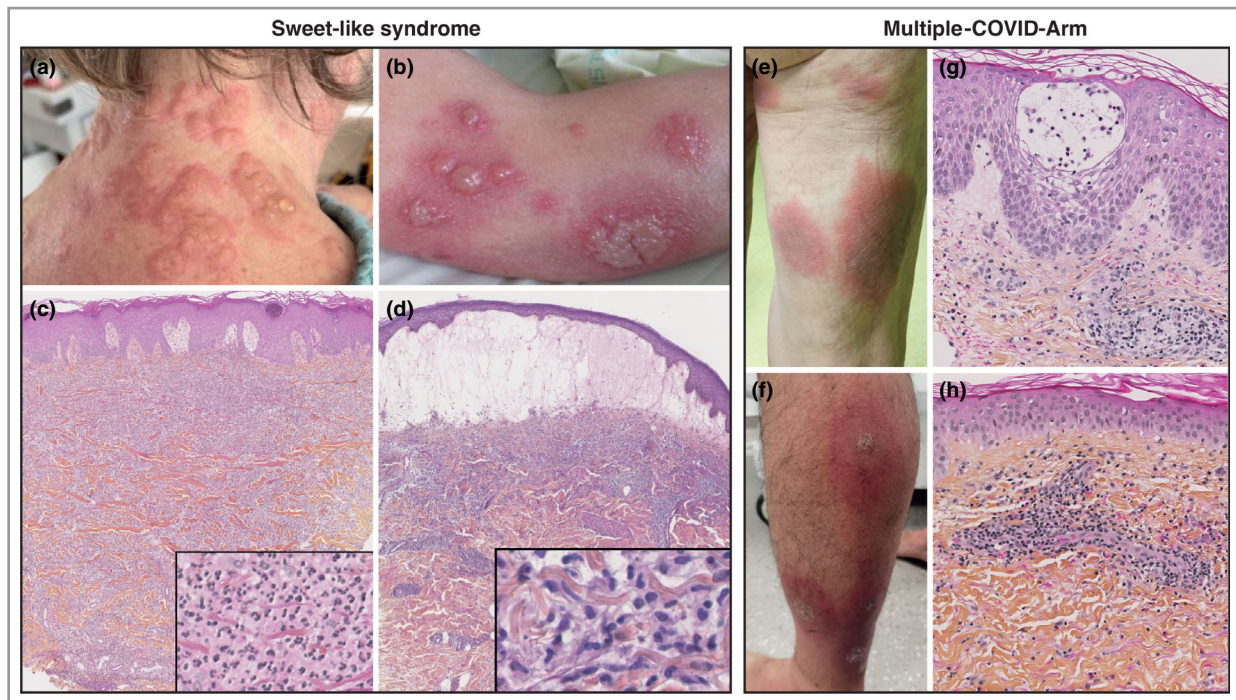 Sweet-like syndrome
Multiple-COVID-Arm
(a)
(b)
(e)
(g)
(c)
(d)
(f)
(h)